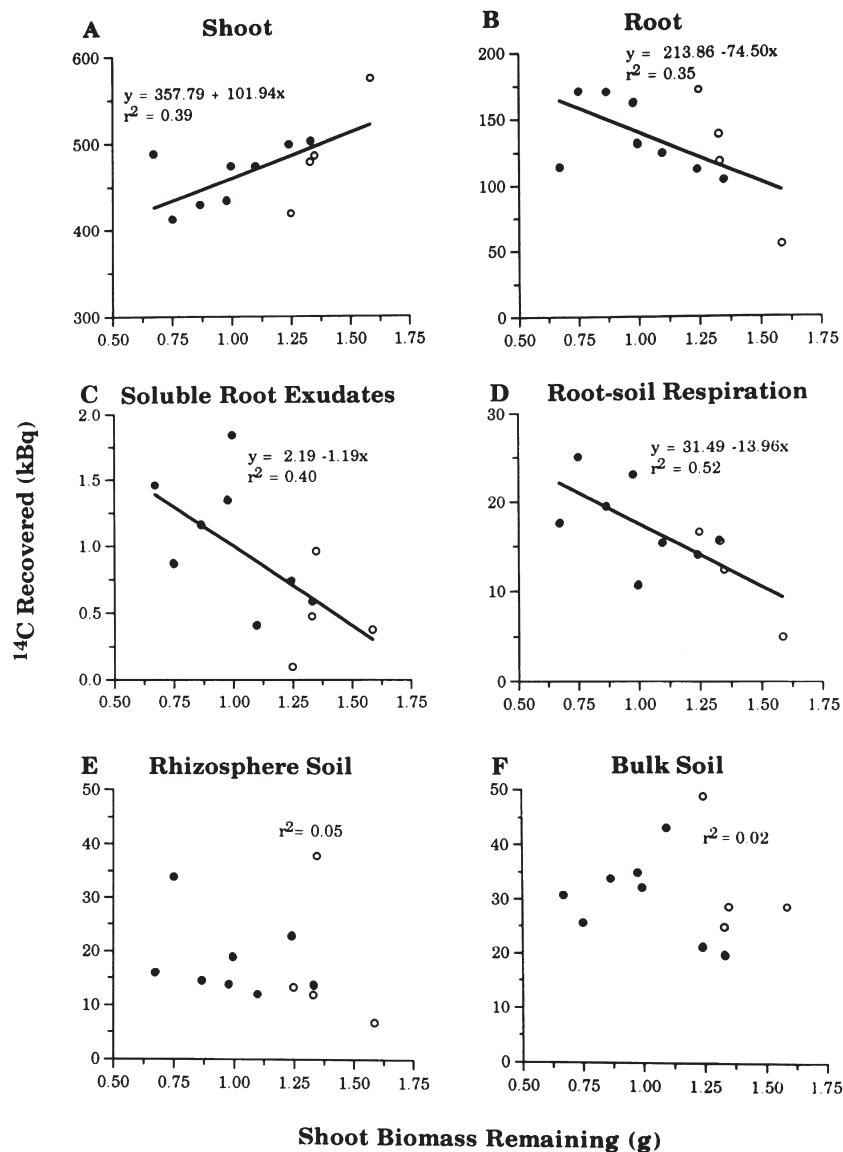 A Shoot
600
500
400
300
y = 357.79 + 101.94x
r2 = 0.39
0.50 0.75 1.00 1.25 1.50 1.75
B Root
200
150
100
50
0
y = 213.86 -74.50x
r2 = 0.35
0.50 0.75 1.00 1.25 1.50 1.75
14C Recovered (kBq)
C Soluble Root Exudates
2.0
1.5
1.0
0.5
0.0
y = 2.19 -1.19x
r2 = 0.40
0.50 0.75 1.00 1.25 1.50 1.75
D Root-soil Respiration
30
20
10
0
y = 31.49 -13.96x
r2 = 0.52
0.50 0.75 1.00 1.25 1.50 1.75
E Rhizosphere Soil
50
40
30
20
10
0
r2= 0.05
0.50 0.75 1.00 1.25 1.50 1.75
F Bulk Soil
50
40
30
20
10
0
r2 = 0.02
0.50 0.75 1.00 1.25 1.50 1.75
Shoot Biomass Remaining (g)